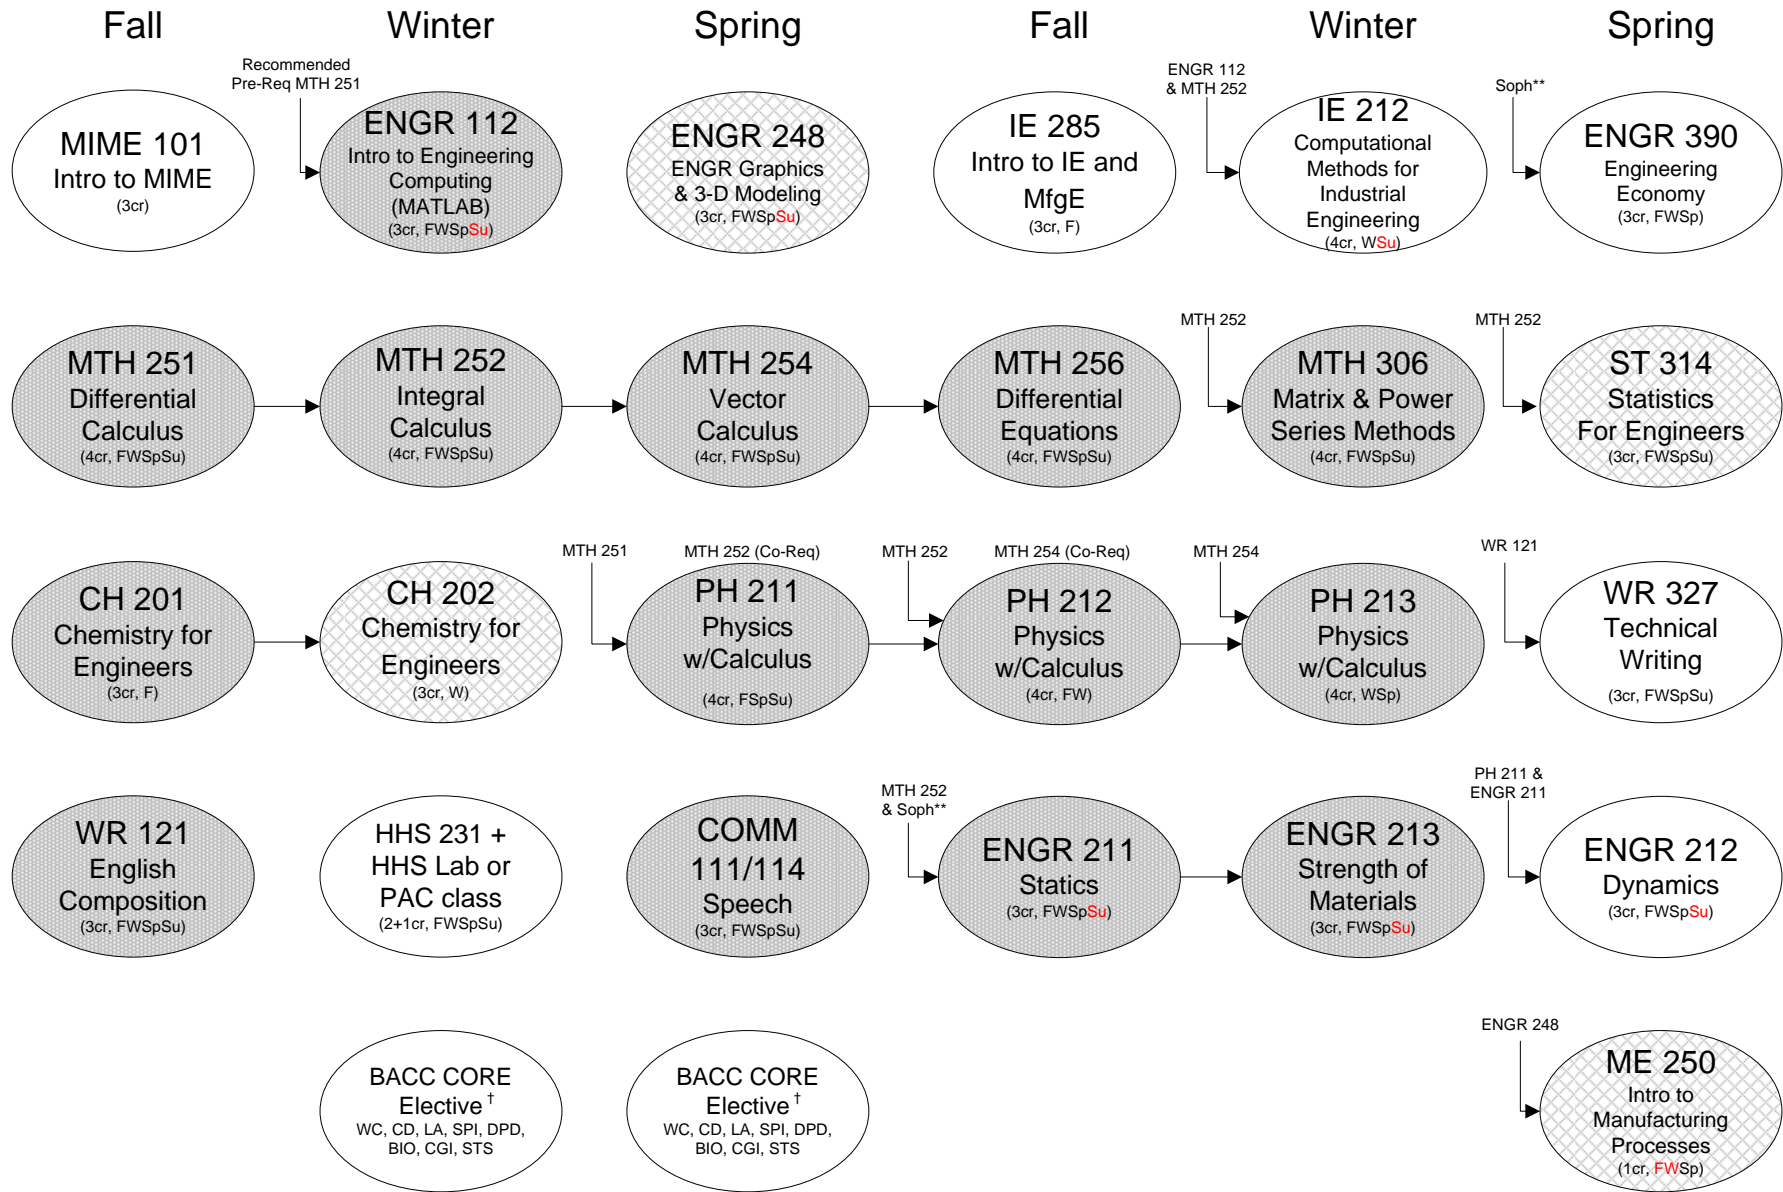 Fall
Winter
Spring
Fall
Winter
Spring
Recommended
Pre-Req MTH 251
ENGR 112
& MTH 252
Soph**
MIME 101
Intro to MIME
(3cr)
ENGR 112
Intro to Engineering
Computing
(MATLAB)
(3cr, FWSpSu)
ENGR 248
ENGR Graphics
& 3-D Modeling
(3cr, FWSpSu)
IE 285
Intro to IE and
MfgE
(3cr, F)
IE 212
Computational
Methods for
Industrial
Engineering
(4cr, WSu)
ENGR 390
Engineering
Economy
(3cr, FWSp)
MTH 252
MTH 252
MTH 251
Differential
Calculus
(4cr, FWSpSu)
MTH 252
Integral
Calculus
(4cr, FWSpSu)
MTH 254
Vector
Calculus
(4cr, FWSpSu)
MTH 256
Differential
Equations
(4cr, FWSpSu)
MTH 306
Matrix & Power
Series Methods
(4cr, FWSpSu)
ST 314
Statistics
For Engineers
(3cr, FWSpSu)
MTH 251
MTH 252 (Co-Req)
MTH 252
MTH 254 (Co-Req)
MTH 254
WR 121
CH 201
Chemistry for
Engineers
(3cr, F)
CH 202
Chemistry for
Engineers
(3cr, W)
PH 211
Physics
w/Calculus
(4cr, FSpSu)
PH 212
Physics
w/Calculus
(4cr, FW)
PH 213
Physics
w/Calculus
(4cr, WSp)
WR 327
Technical
Writing
(3cr, FWSpSu)
MTH 252
& Soph**
PH 211 &
ENGR 211
WR 121
English
Composition
(3cr, FWSpSu)
HHS 231 +
HHS Lab or
PAC class
(2+1cr, FWSpSu)
COMM
111/114
Speech
(3cr, FWSpSu)
ENGR 211
Statics
(3cr, FWSpSu)
ENGR 213
Strength of
Materials
(3cr, FWSpSu)
ENGR 212
Dynamics
(3cr, FWSpSu)
ENGR 248
BACC CORE
Elective †
WC, CD, LA, SPI, DPD,
BIO, CGI, STS
BACC CORE
Elective †
WC, CD, LA, SPI, DPD,
BIO, CGI, STS
ME 250
Intro to
Manufacturing
Processes
(1cr, FWSp)